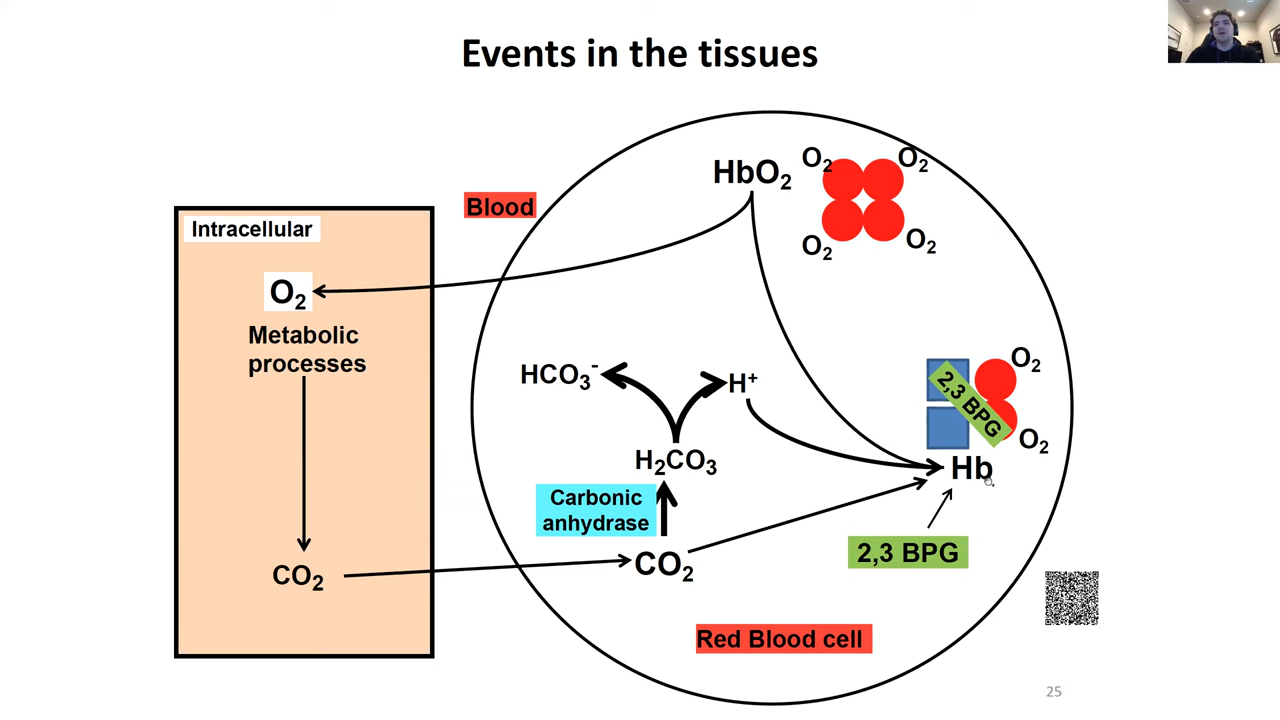 Events in the tissues
HbO₂
O₂
O₂
O₂
O₂
Blood
Intracellular
O₂
Metabolic
processes
CO₂
HCO₃⁻
H⁺
H₂CO₃
Carbonic
anhydrase
CO₂
O₂
2,3 BPG
O₂
Hb
2,3 BPG
Red Blood cell
25